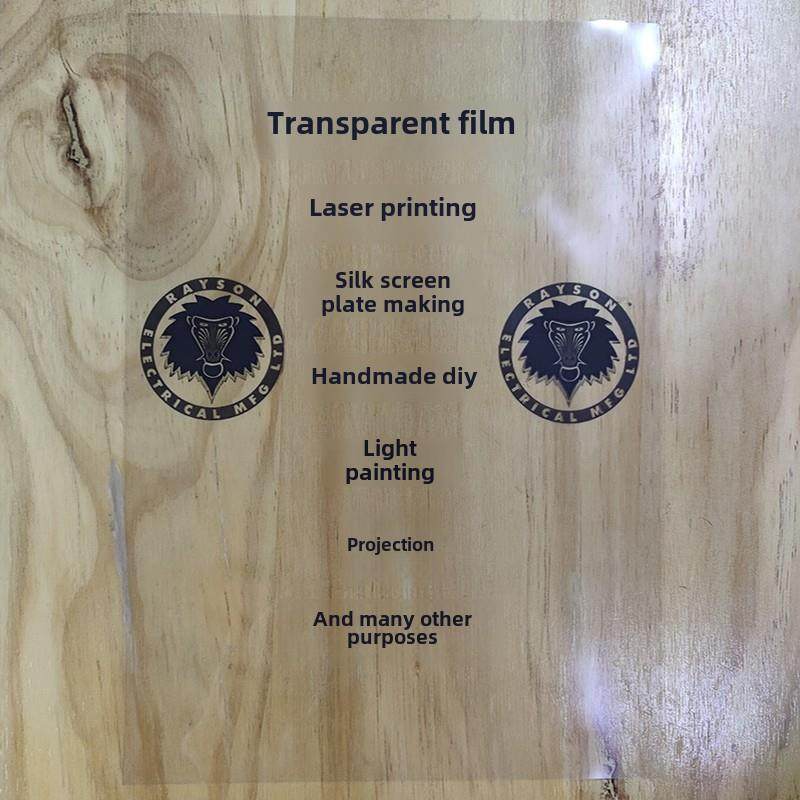 Transparent film
Laser printing
Silk screen
plate making
RAYSON
ELECTRICAL MFG LTD
RAYSON
ELECTRICAL MFG LTD
Handmade diy
Light
painting
Projection
And many other
purposes